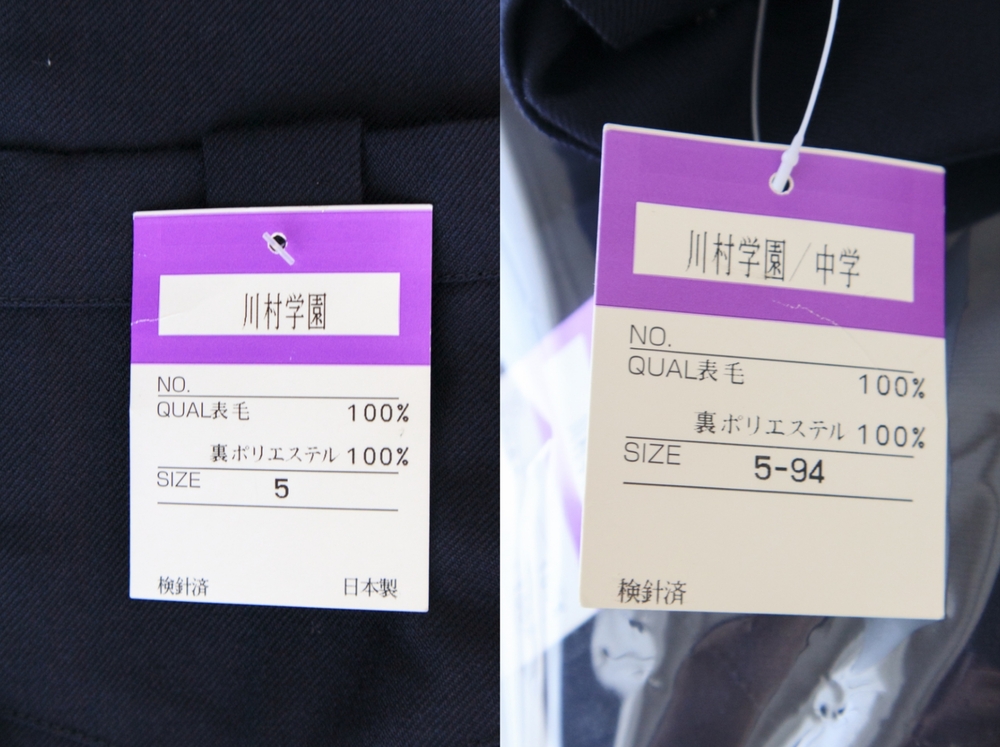 川村学園
NO.
QUAL表毛 100%
裏ポリエステル 100%
SIZE 5
検針済 日本製
川村学園/中学
NO.
QUAL表毛 100%
裏ポリエステル 100%
SIZE 5-94
検針済